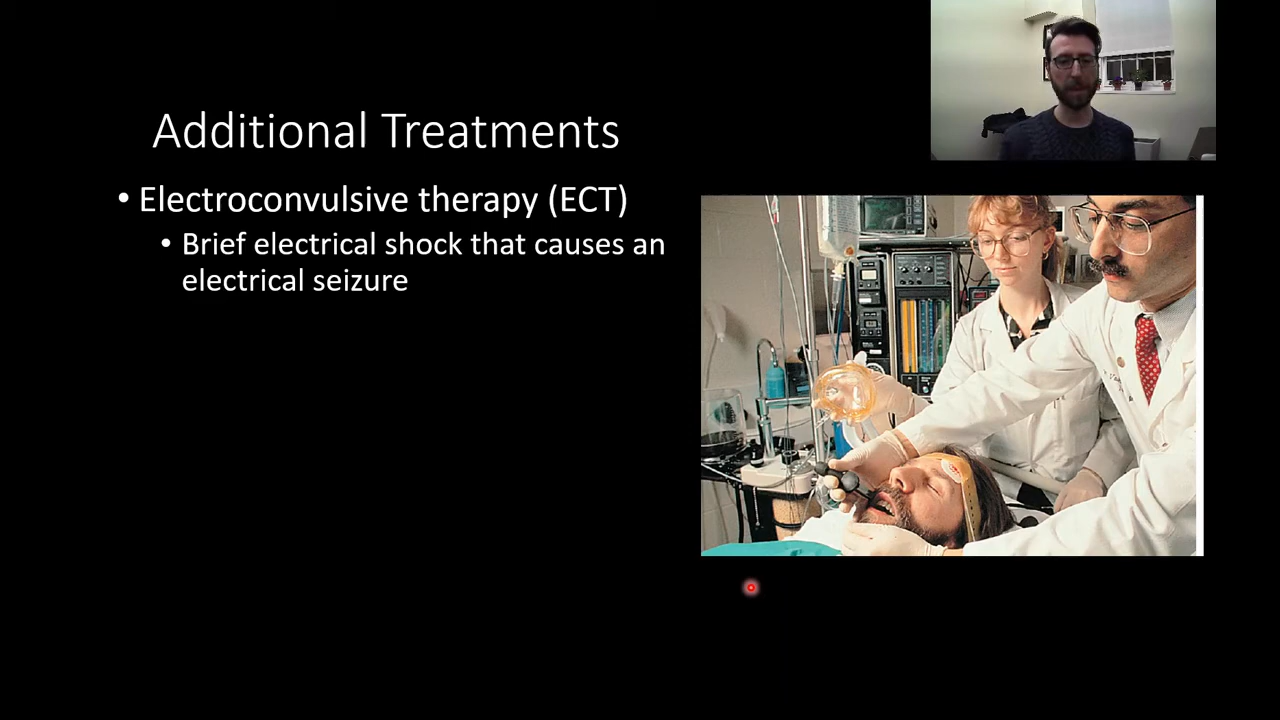 Additional Treatments
• Electroconvulsive therapy (ECT)
• Brief electrical shock that causes an
electrical seizure